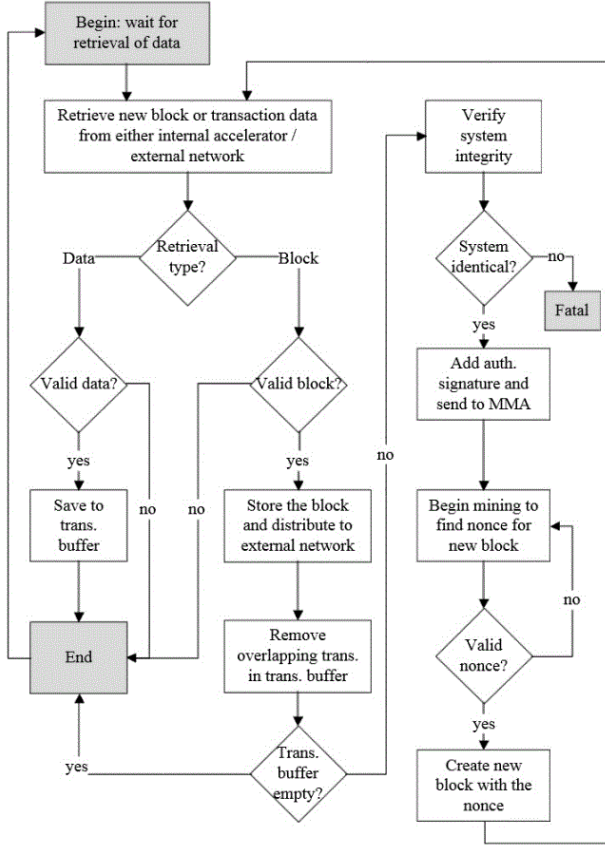 Begin: wait for
retrieval of data
Retrieve new block or transaction data
from either internal accelerator /
external network
Retrieval
type?
Data
Block
Valid data?
Valid block?
yes
no
no
yes
Save to
trans.
buffer
Store the block
and distribute to
external network
End
Remove
overlapping trans.
in trans. buffer
yes
Trans.
buffer
empty?
no
Verify
system
integrity
System
identical?
no
Fatal
yes
Add auth.
signature and
send to MMA
Begin mining to
find nonce for
new block
no
Valid
nonce?
yes
Create new
block with the
nonce